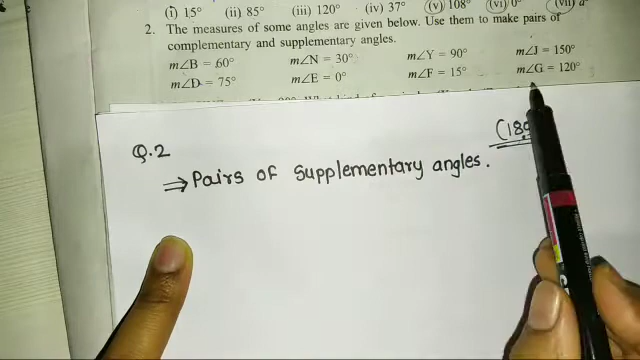 (i) 15° (ii) 85° (iii) 120° (iv) 37° (v) 108° (vi) 0° (vii) a°
2. The measures of some angles are given below. Use them to make pairs of
complementary and supplementary angles.
m∠B = 60° m∠N = 30° m∠Y = 90° m∠J = 150°
m∠D = 75° m∠E = 0° m∠F = 15° m∠G = 120°
Q.2
(180
⇒ Pairs of supplementary angles.